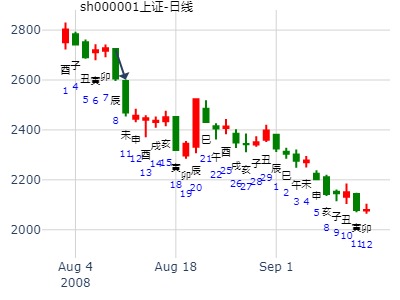 sh000001上证-日线
2800
2600
2400
2200
2000
酉 子 丑 寅 卯 辰 未 申 酉 戌 亥 寅 卯 辰 巳 午 酉 戌 亥 子 丑 辰 巳 午 未 申 亥 子 丑 寅 卯
1 4 5 6 7 8 11 12 13 14 15 18 19 20 21 22 25 26 27 28 29 1 2 3 4 5 8 9 10 11 12
Aug 4 Aug 18 Sep 1
2008